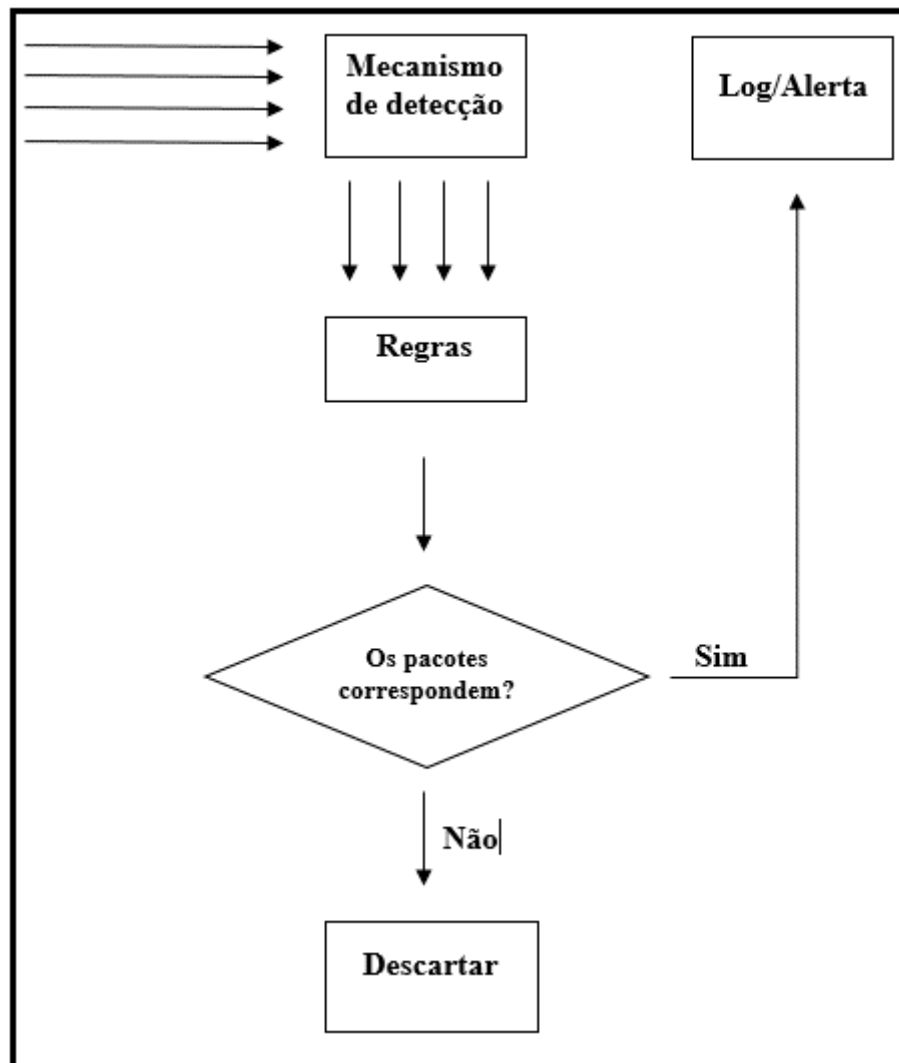 Mecanismo
de detecção
Log/Alerta
Regras
Os pacotes
correspondem?
Sim
Não
Descartar